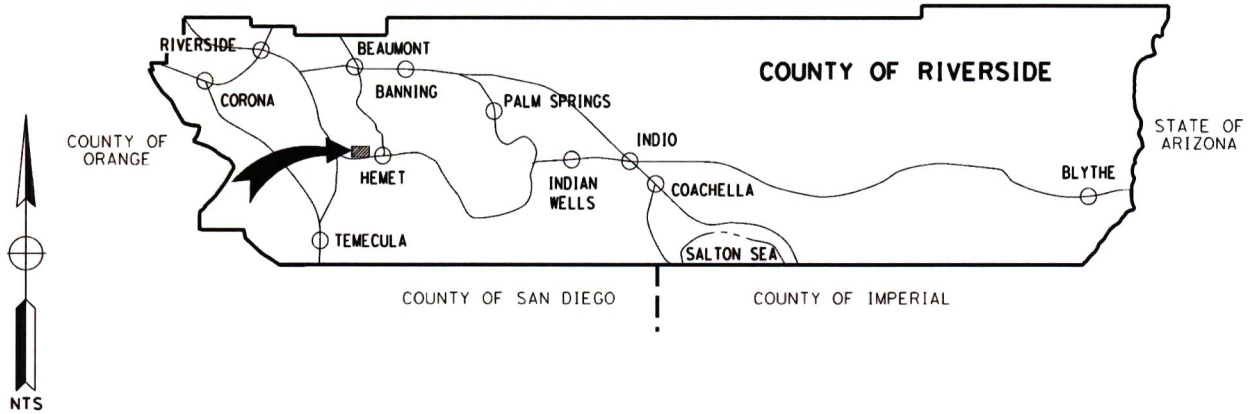 RIVERSIDE
BEAUMONT
COUNTY OF RIVERSIDE
CORONA
BANNING
PALM SPRINGS
COUNTY OF
ORANGE
STATE OF
ARIZONA
INDIO
HEMET
INDIAN
WELLS
COACHELLA
BLYTHE
TEMECULA
SALTON SEA
COUNTY OF SAN DIEGO
COUNTY OF IMPERIAL
NTS